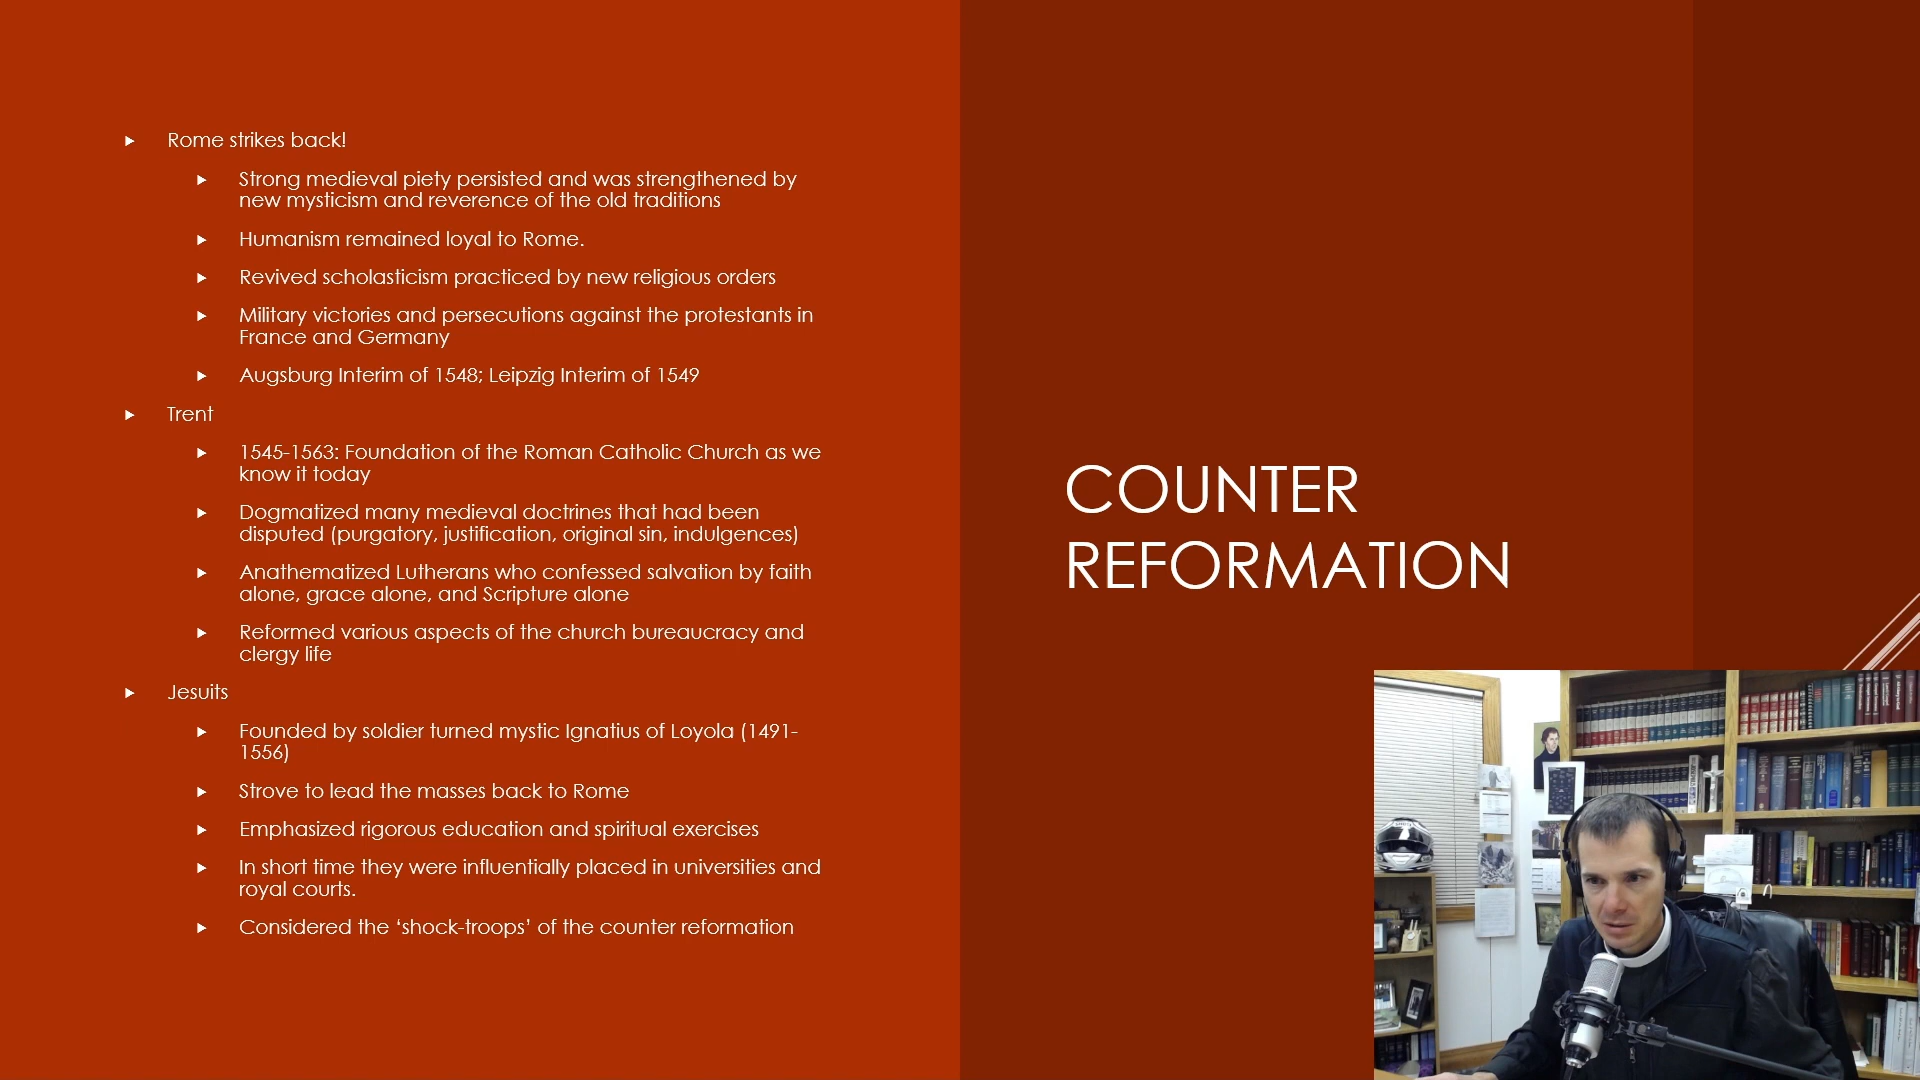 Rome strikes back!
Strong medieval piety persisted and was strengthened by
new mysticism and reverence of the old traditions
Humanism remained loyal to Rome.
Revived scholasticism practiced by new religious orders
Military victories and persecutions against the protestants in
France and Germany
Augsburg Interim of 1548; Leipzig Interim of 1549
Trent
1545-1563: Foundation of the Roman Catholic Church as we
know it today
Dogmatized many medieval doctrines that had been
disputed (purgatory, justification, original sin, indulgences)
Anathematized Lutherans who confessed salvation by faith
alone, grace alone, and Scripture alone
Reformed various aspects of the church bureaucracy and
clergy life
Jesuits
Founded by soldier turned mystic Ignatius of Loyola (1491-
1556)
Strove to lead the masses back to Rome
Emphasized rigorous education and spiritual exercises
In short time they were influentially placed in universities and
royal courts.
Considered the ‘shock-troops’ of the counter reformation
COUNTER
REFORMATION